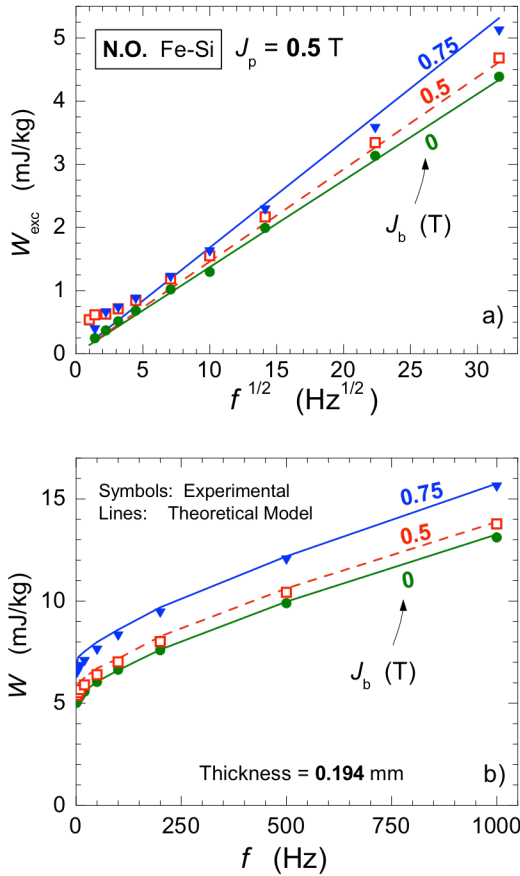 5
4
3
2
1
0
W_exc (mJ/kg)
N.O. Fe-Si J_p = 0.5 T
0.75
0.5
0
J_b (T)
a)
0 5 10 15 20 25 30
f^1/2 (Hz^1/2)
15
10
5
0
W (mJ/kg)
Symbols: Experimental
Lines: Theoretical Model
0.75
0.5
0
J_b (T)
Thickness = 0.194 mm
b)
0 250 500 750 1000
f (Hz)